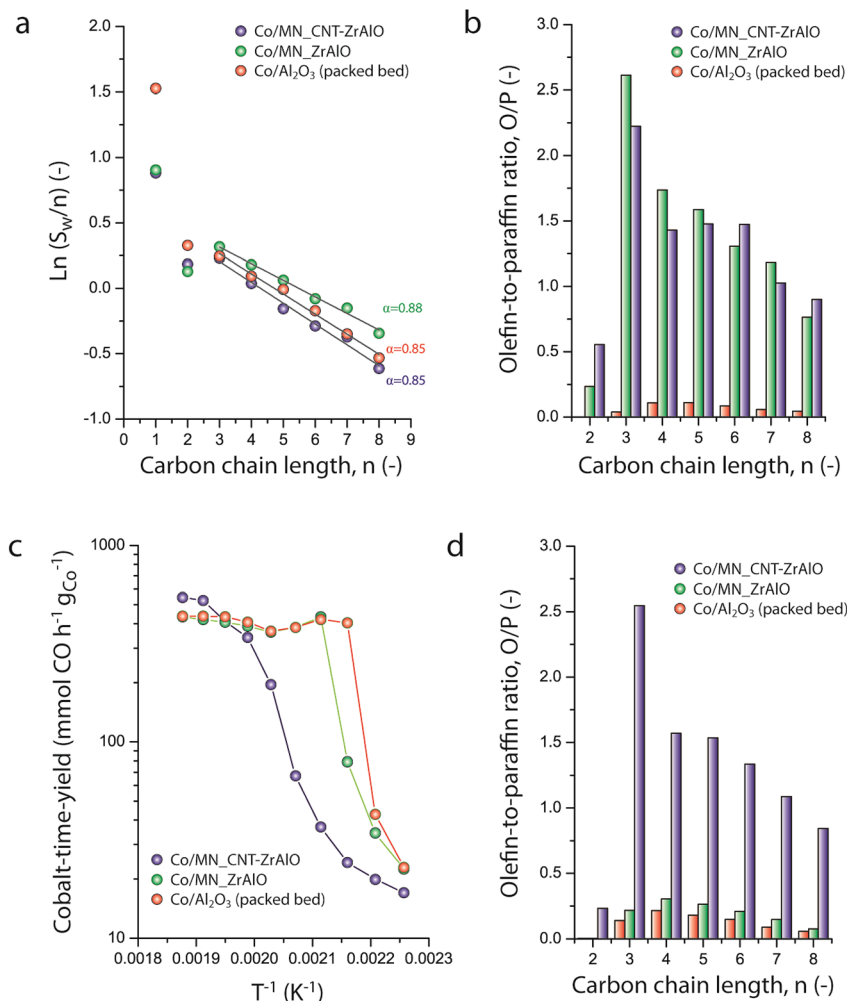 a
Co/MN_CNT-ZrAlO
Co/MN_ZrAlO
Co/Al₂O₃ (packed bed)
Ln (S_W/n) (-)
2.0
1.5
1.0
0.5
0.0
-0.5
-1.0
α=0.88
α=0.85
α=0.85
0 1 2 3 4 5 6 7 8 9
Carbon chain length, n (-)
b
Co/MN_CNT-ZrAlO
Co/MN_ZrAlO
Co/Al₂O₃ (packed bed)
Olefin-to-paraffin ratio, O/P (-)
3.0
2.5
2.0
1.5
1.0
0.5
0.0
2 3 4 5 6 7 8
Carbon chain length, n (-)
c
Cobalt-time-yield (mmol CO h⁻¹ gCo⁻¹)
1000
100
10
Co/MN_CNT-ZrAlO
Co/MN_ZrAlO
Co/Al₂O₃ (packed bed)
0.0018 0.0019 0.0020 0.0021 0.0022 0.0023
T⁻¹ (K⁻¹)
d
Co/MN_CNT-ZrAlO
Co/MN_ZrAlO
Co/Al₂O₃ (packed bed)
Olefin-to-paraffin ratio, O/P (-)
3.0
2.5
2.0
1.5
1.0
0.5
0.0
2 3 4 5 6 7 8
Carbon chain length, n (-)